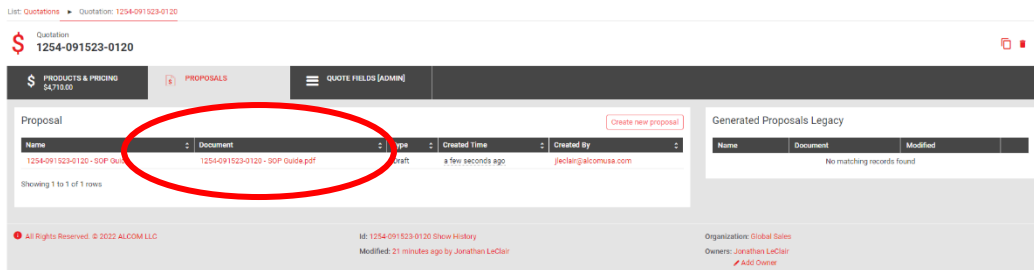 List: Quotations ▸ Quotation: 1254-091523-0120
Quotation
1254-091523-0120
PRODUCTS & PRICING
$4,710.00
PROPOSALS
QUOTE FIELDS [ADMIN]
Proposal
Create new proposal
Name Document Type Created Time Created By
1254-091523-0120 - SOP 1254-091523-0120 - SOP Guide.pdf Draft a few seconds ago jleclair@alcomusa.com
Showing 1 to 1 of 1 rows
Generated Proposals Legacy
Name Document Modified
No matching records found
All Rights Reserved. © 2022 ALCOM LLC
Id: 1254-091523-0120 Show History
Modified: 21 minutes ago by Jonathan LeClair
Organization: Global Sales
Owners: Jonathan LeClair
Add Owner